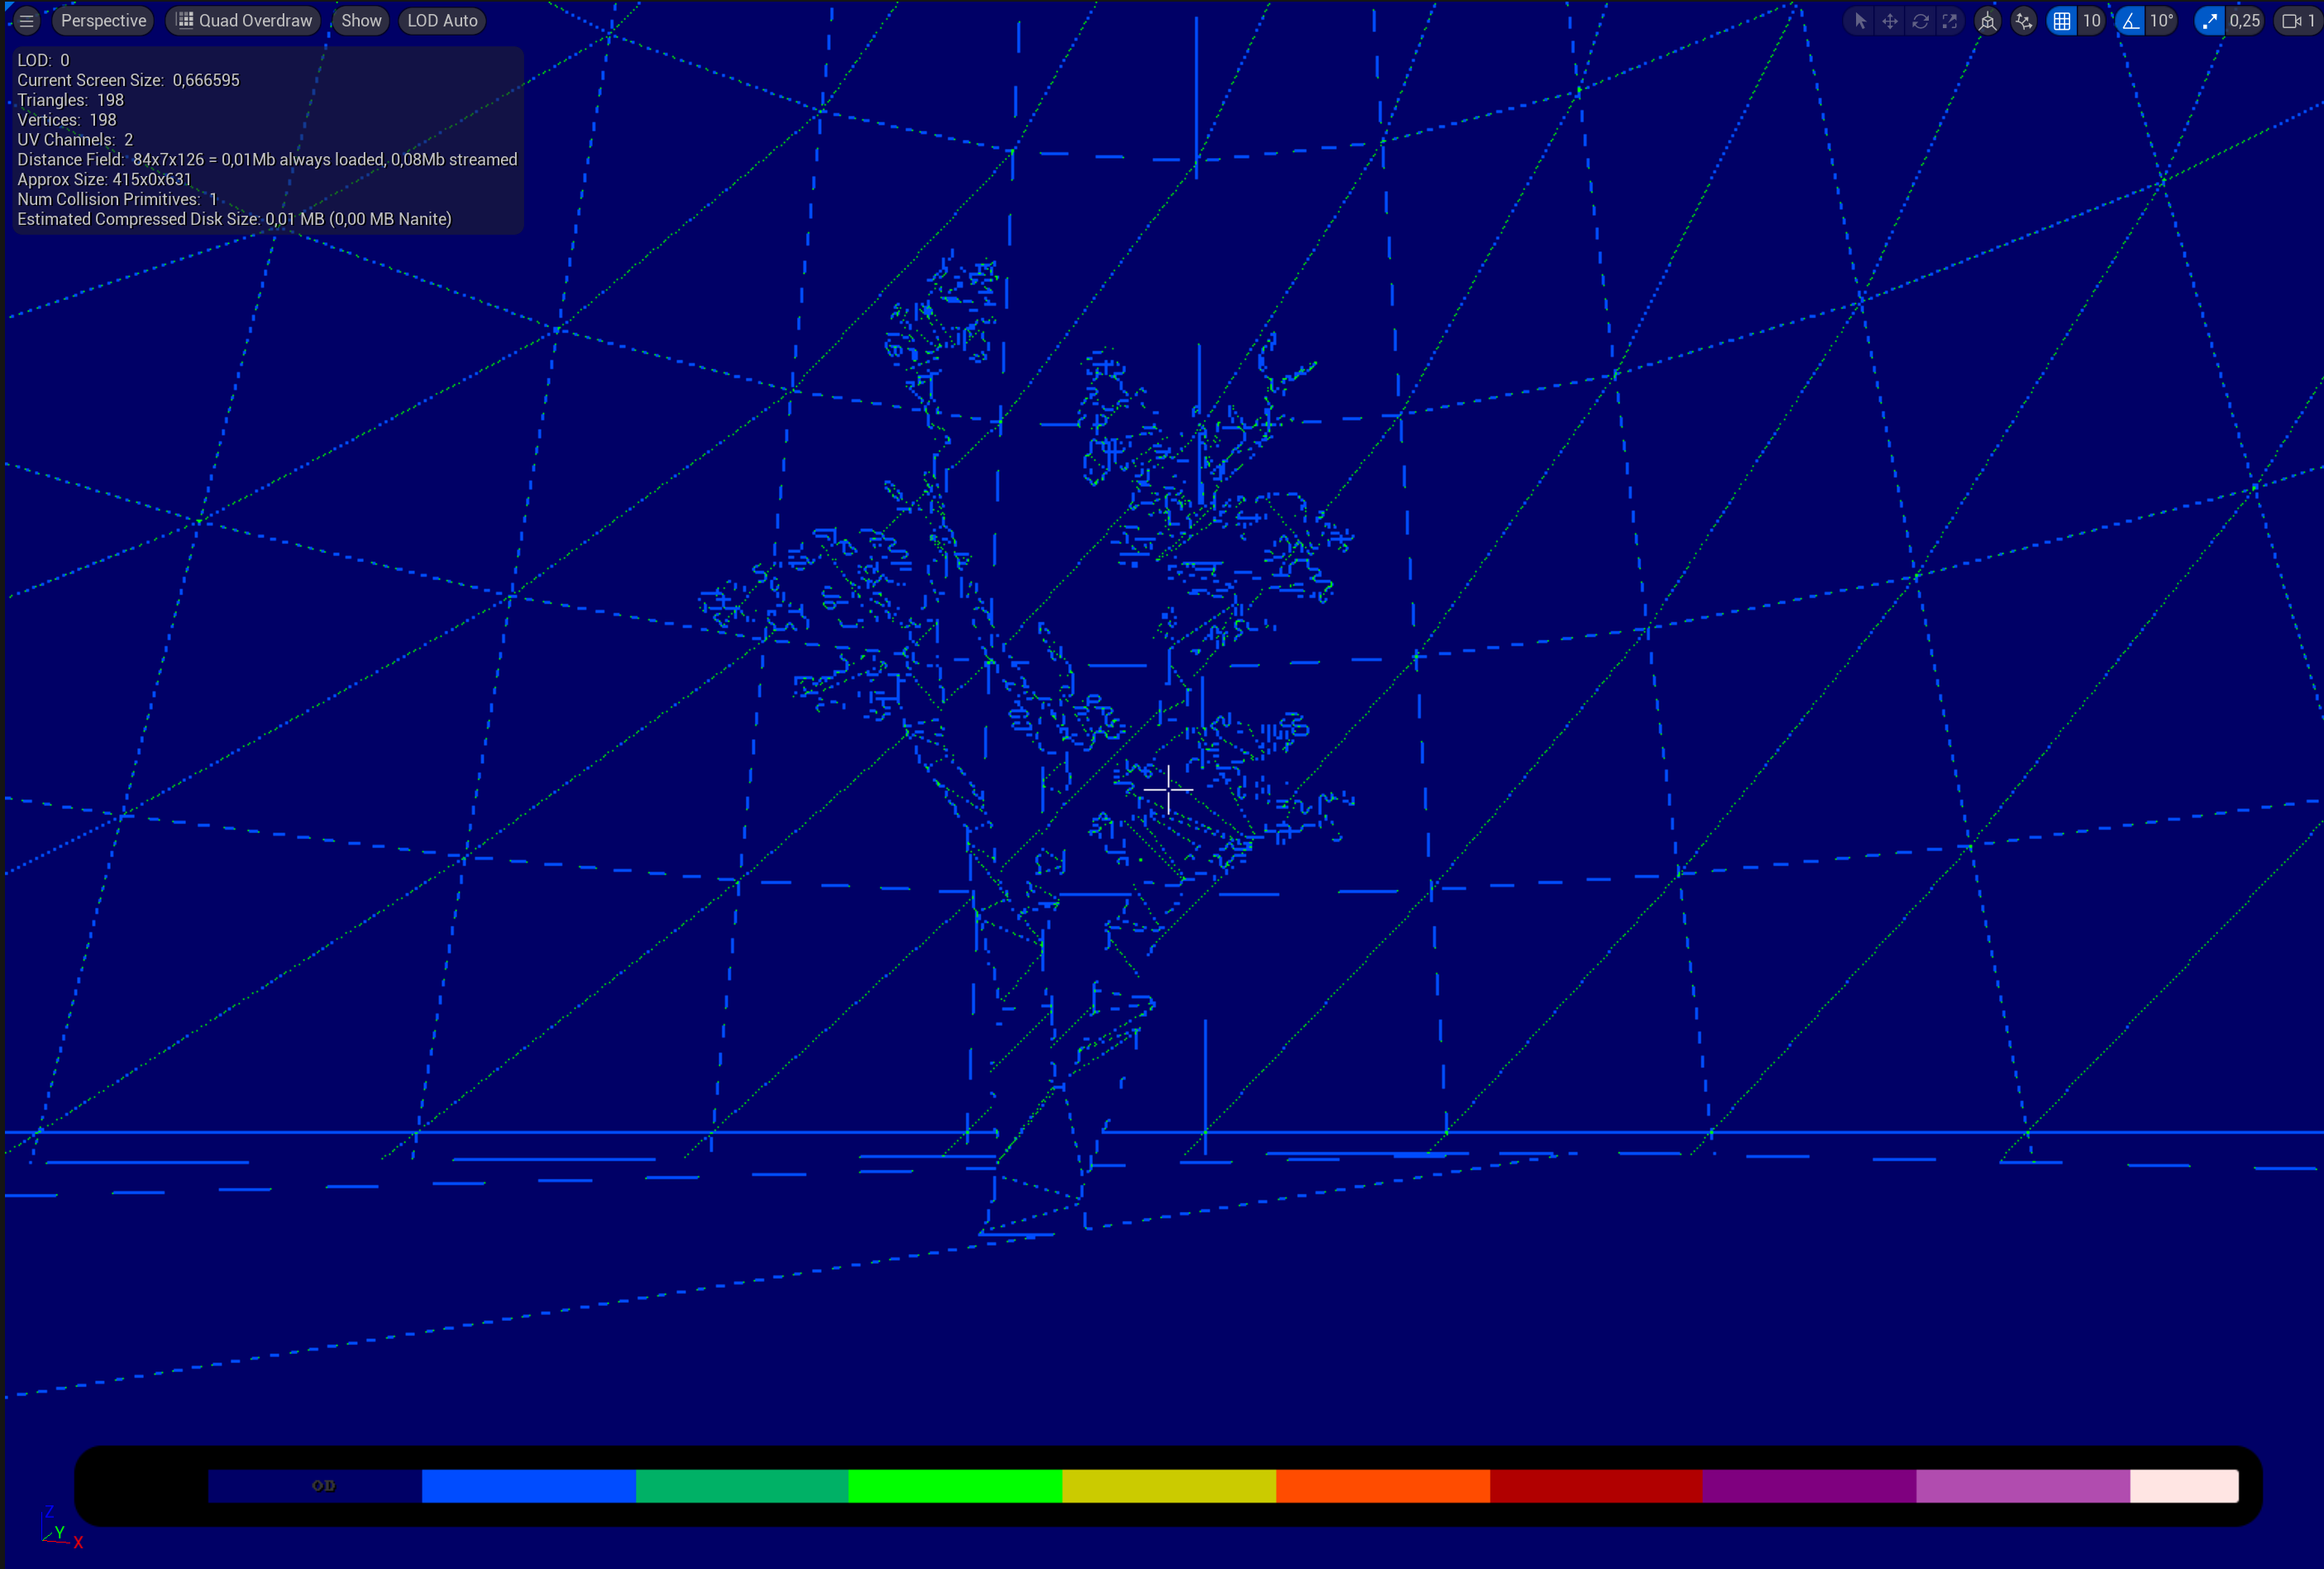 Perspective Quad Overdraw Show LOD Auto 10 10° 0,25 1
LOD: 0
Current Screen Size: 0,666595
Triangles: 198
Vertices: 198
UV Channels: 2
Distance Field: 84x7x126 = 0,01Mb always loaded, 0,08Mb streamed
Approx Size: 415x0x631
Num Collision Primitives: 1
Estimated Compressed Disk Size: 0,01 MB (0,00 MB Nanite)
OD
Z
Y
X